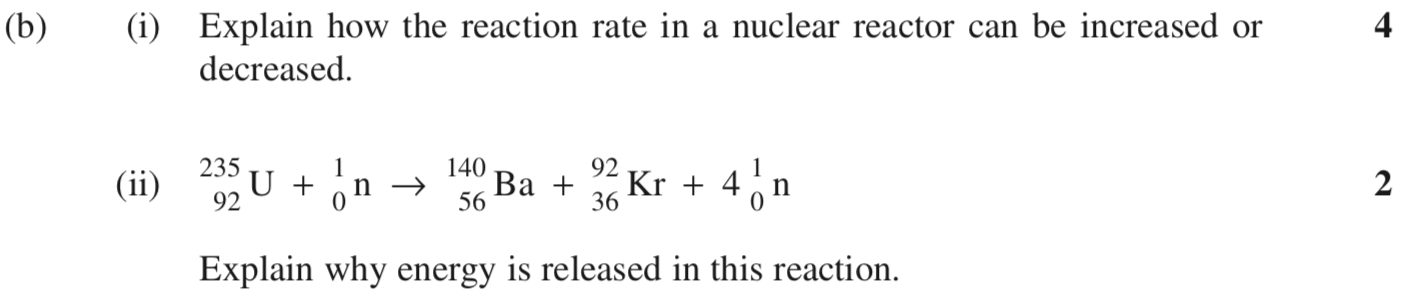 (b) (i) Explain how the reaction rate in a nuclear reactor can be increased or 4
decreased.
(ii) ²³⁵₉₂U + ¹₀n → ¹⁴⁰₅₆Ba + ⁹²₃₆Kr + 4 ¹₀n 2
Explain why energy is released in this reaction.